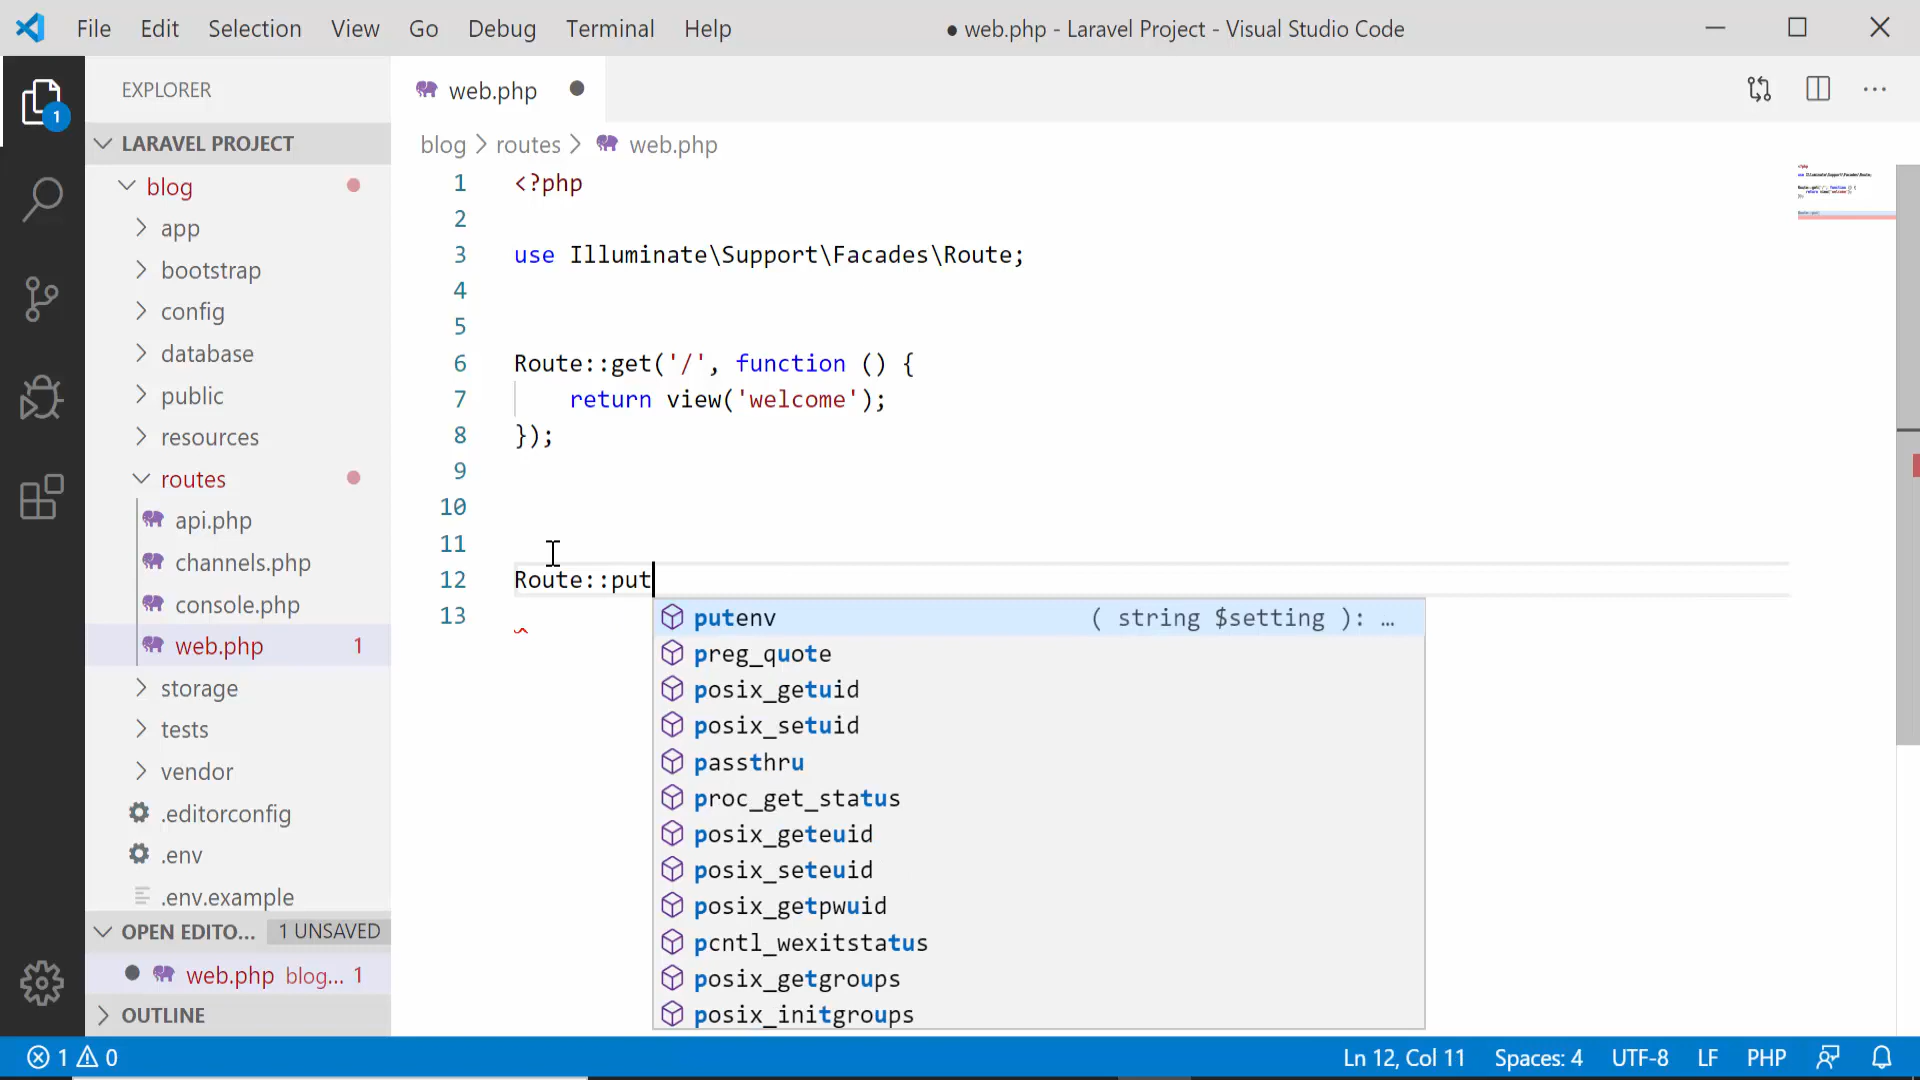 File Edit Selection View Go Debug Terminal Help
● web.php - Laravel Project - Visual Studio Code
EXPLORER
1
LARAVEL PROJECT
blog
app
bootstrap
config
database
public
resources
routes
api.php
channels.php
console.php
web.php 1
storage
tests
vendor
.editorconfig
.env
.env.example
OPEN EDITO... 1 UNSAVED
web.php blog... 1
OUTLINE
web.php
blog > routes > web.php
1 <?php
2
3 use Illuminate\Support\Facades\Route;
4
5
6 Route::get('/', function () {
7 return view('welcome');
8 });
9
10
11
12 Route::put
13
putenv ( string $setting ): …
preg_quote
posix_getuid
posix_setuid
passthru
proc_get_status
posix_geteuid
posix_seteuid
posix_getpwuid
pcntl_wexitstatus
posix_getgroups
posix_initgroups
1 0
Ln 12, Col 11 Spaces: 4 UTF-8 LF PHP